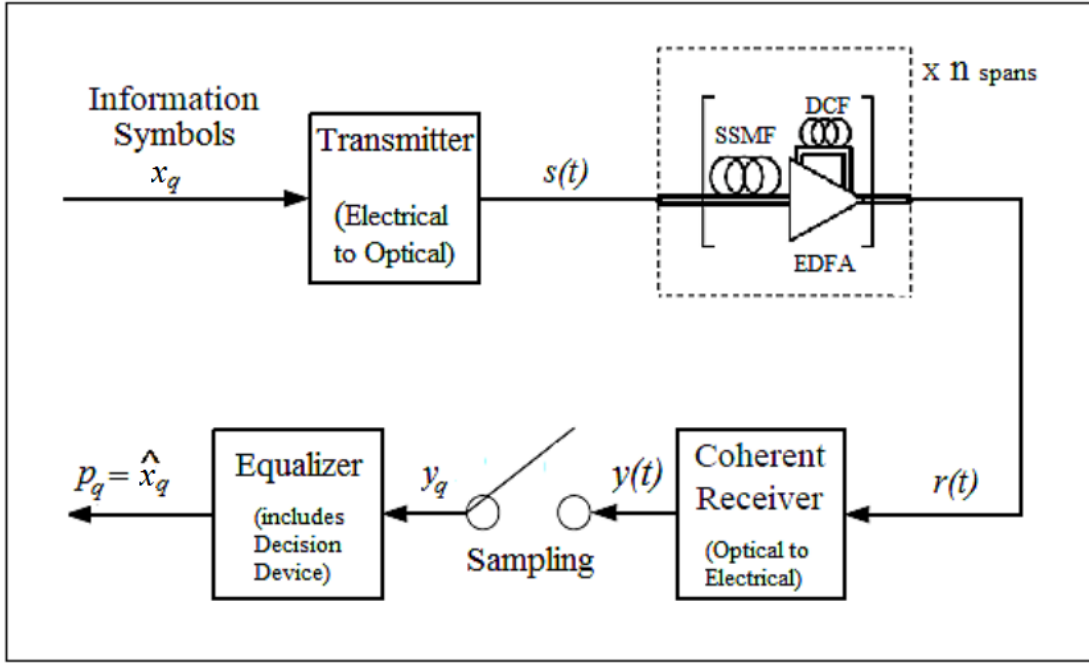 Information
Symbols
x_q
Transmitter
(Electrical
to Optical)
s(t)
SSMF
DCF
EDFA
x n spans
r(t)
Coherent
Receiver
(Optical to
Electrical)
y(t)
Sampling
y_q
Equalizer
(includes
Decision
Device)
p_q = x̂_q